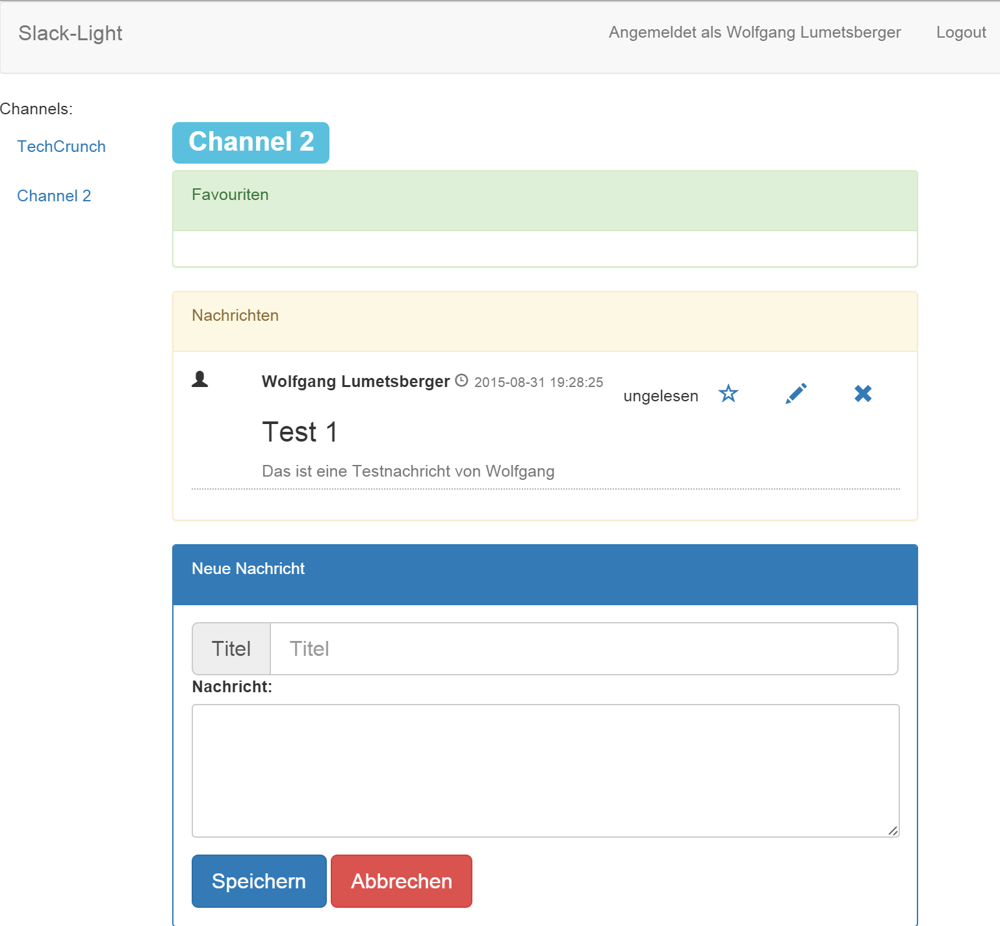 Slack-Light
Angemeldet als Wolfgang Lumetsberger
Logout
Channels:
TechCrunch
Channel 2
Channel 2
Favouriten
Nachrichten
Wolfgang Lumetsberger 2015-08-31 19:28:25
ungelesen
Test 1
Das ist eine Testnachricht von Wolfgang
Neue Nachricht
Titel Titel
Nachricht:
Speichern Abbrechen